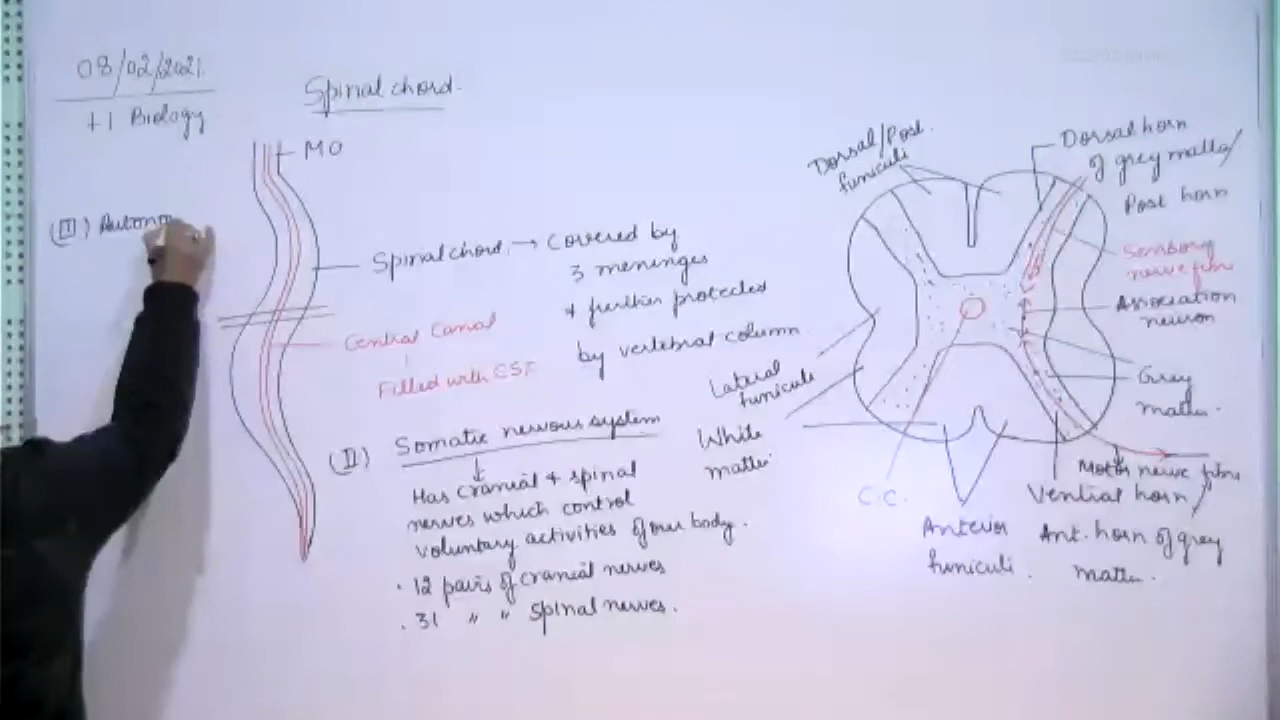 08/02/2021
+1 Biology
Spinal chord.
MO
(III) Autono
Spinal chord → Covered by
3 meninges
+ further protected
by vertebral column
Central Canal
Filled with CSF
(II) Somatic nervous system
Has cranial + spinal
nerves which control
voluntary activities of our body.
. 12 pairs of cranial nerves
. 31 " " spinal nerves.
Dorsal/Post.
funiculi
Dorsal horn
of grey matter/
Post horn
Sensory
nerve fibre
Association
neuron
Grey
matter.
Lateral
funiculi
White
matter
C.C.
Motor nerve fibre
Ventral horn/
Ant. horn of grey
matter.
Anterior
funiculi.